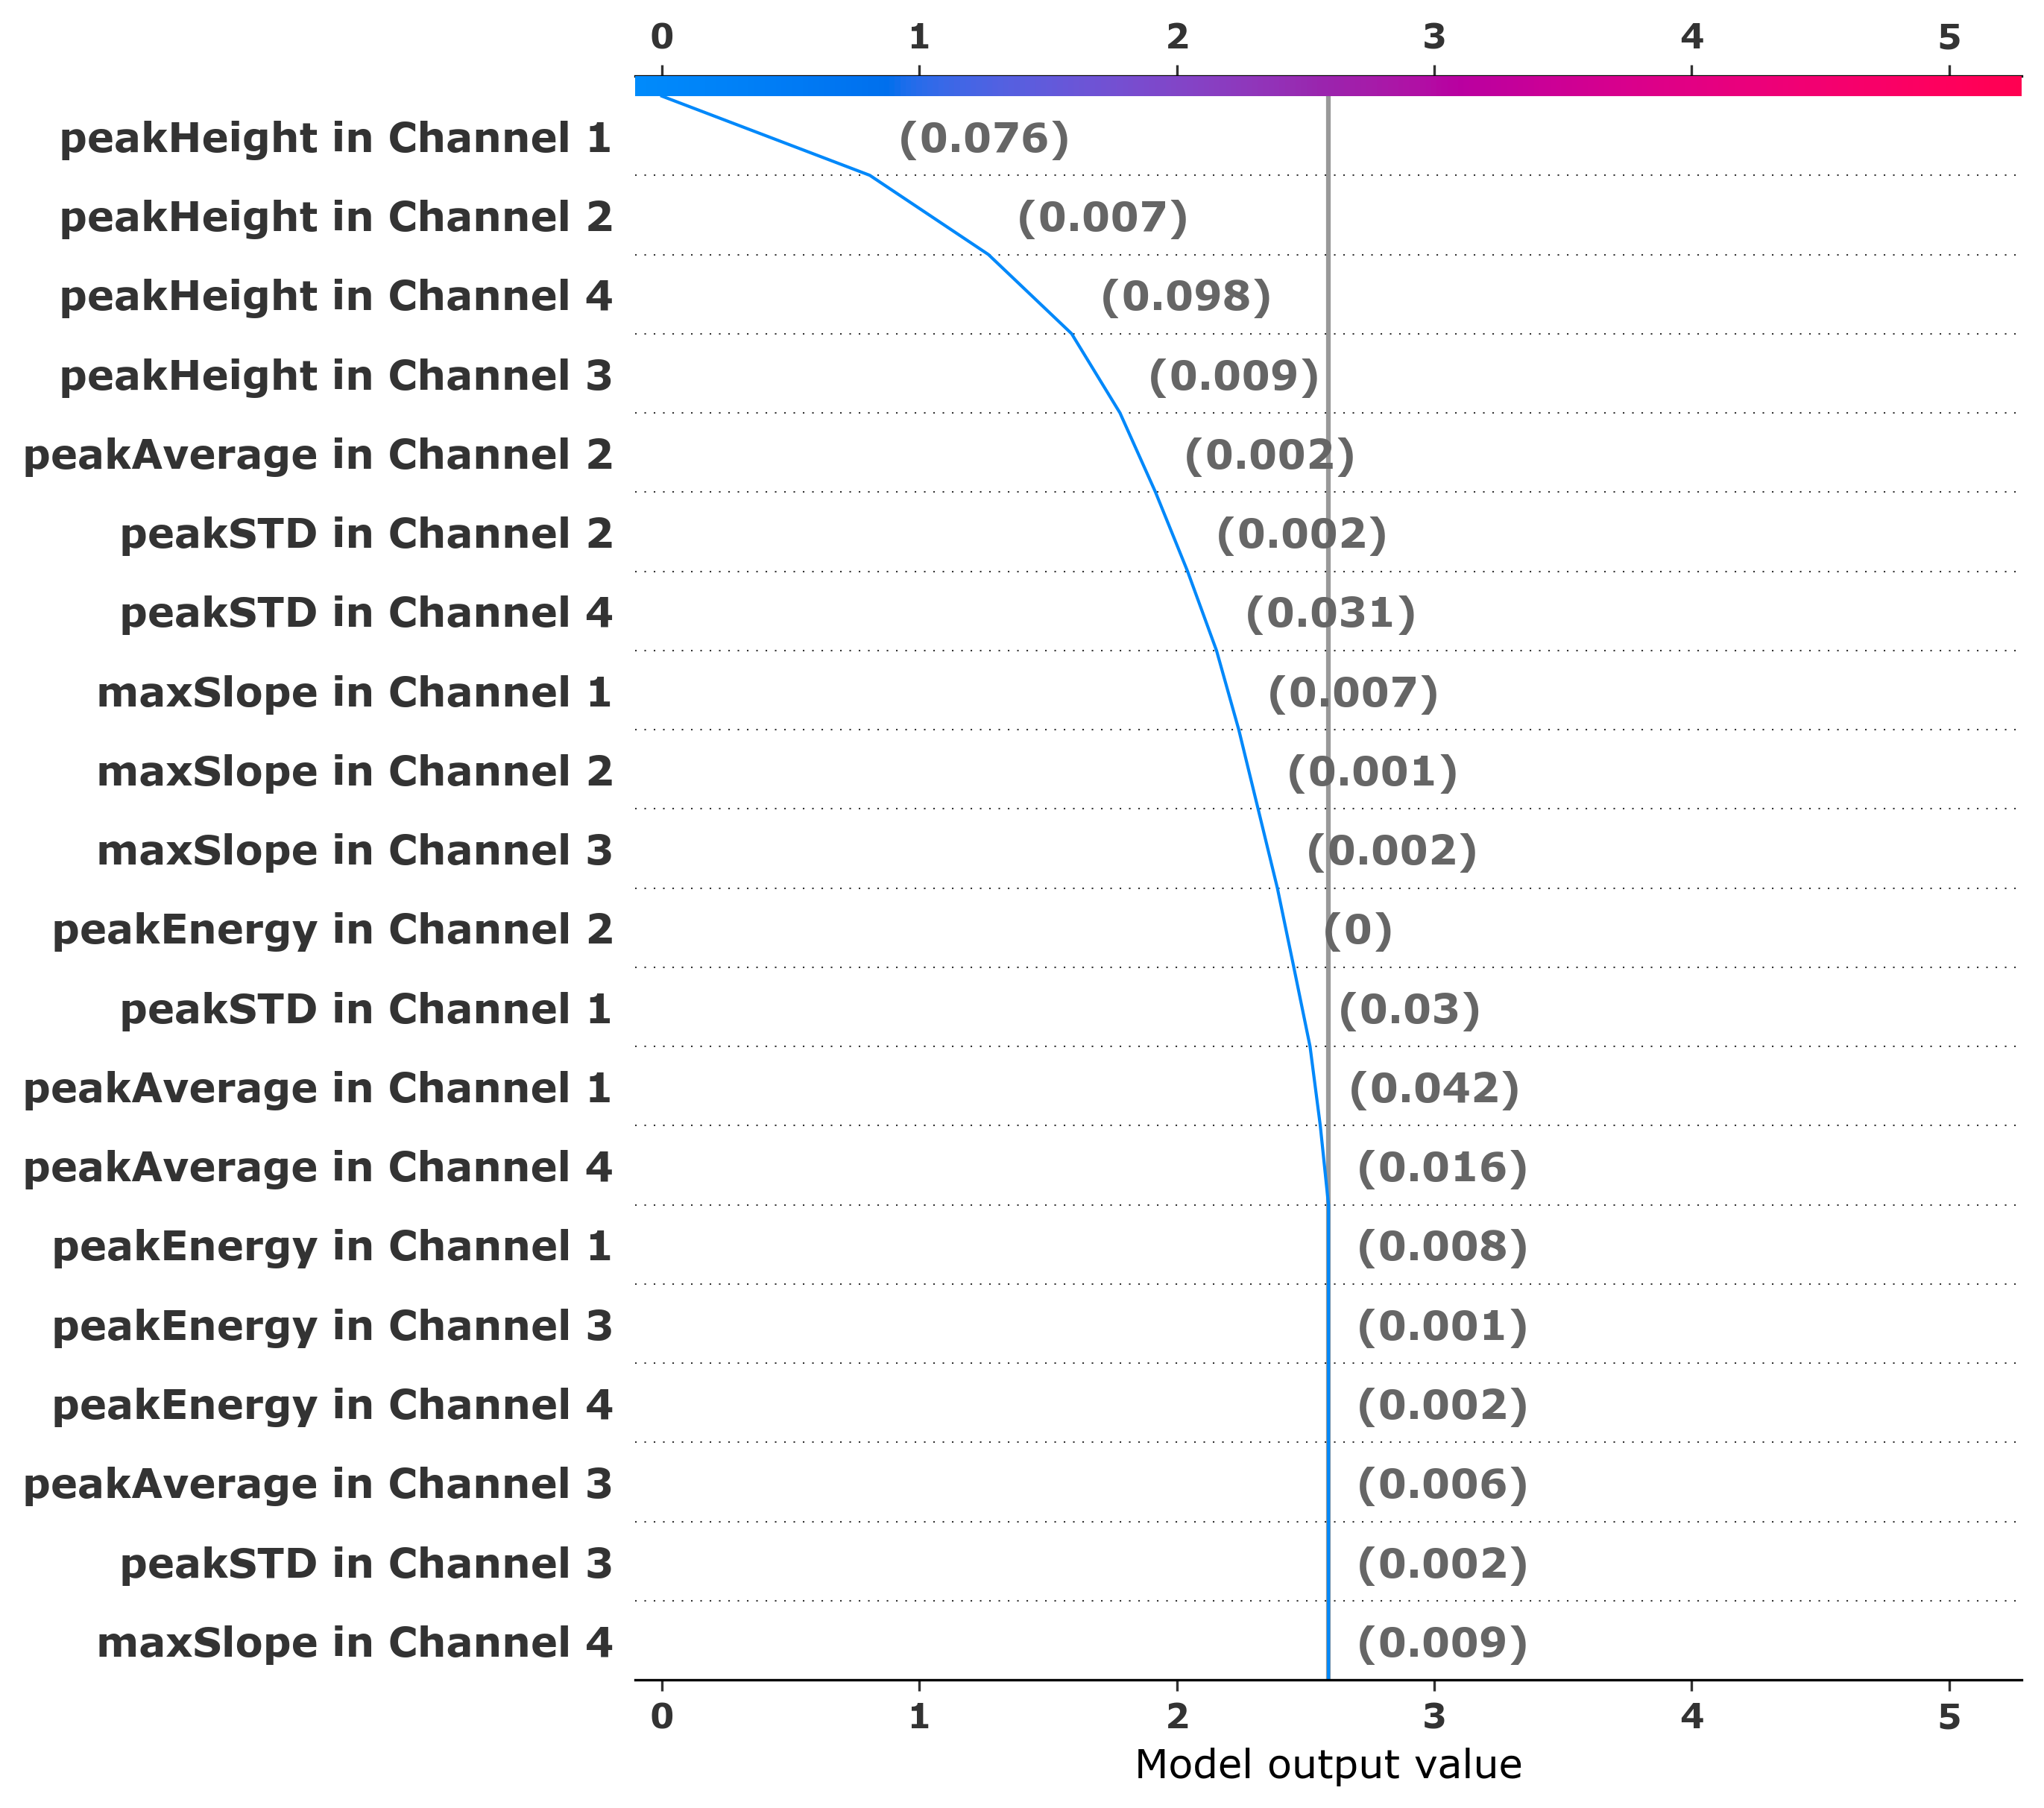 0 1 2 3 4 5
peakHeight in Channel 1 (0.076)
peakHeight in Channel 2 (0.007)
peakHeight in Channel 4 (0.098)
peakHeight in Channel 3 (0.009)
peakAverage in Channel 2 (0.002)
peakSTD in Channel 2 (0.002)
peakSTD in Channel 4 (0.031)
maxSlope in Channel 1 (0.007)
maxSlope in Channel 2 (0.001)
maxSlope in Channel 3 (0.002)
peakEnergy in Channel 2 (0)
peakSTD in Channel 1 (0.03)
peakAverage in Channel 1 (0.042)
peakAverage in Channel 4 (0.016)
peakEnergy in Channel 1 (0.008)
peakEnergy in Channel 3 (0.001)
peakEnergy in Channel 4 (0.002)
peakAverage in Channel 3 (0.006)
peakSTD in Channel 3 (0.002)
maxSlope in Channel 4 (0.009)
0 1 2 3 4 5
Model output value